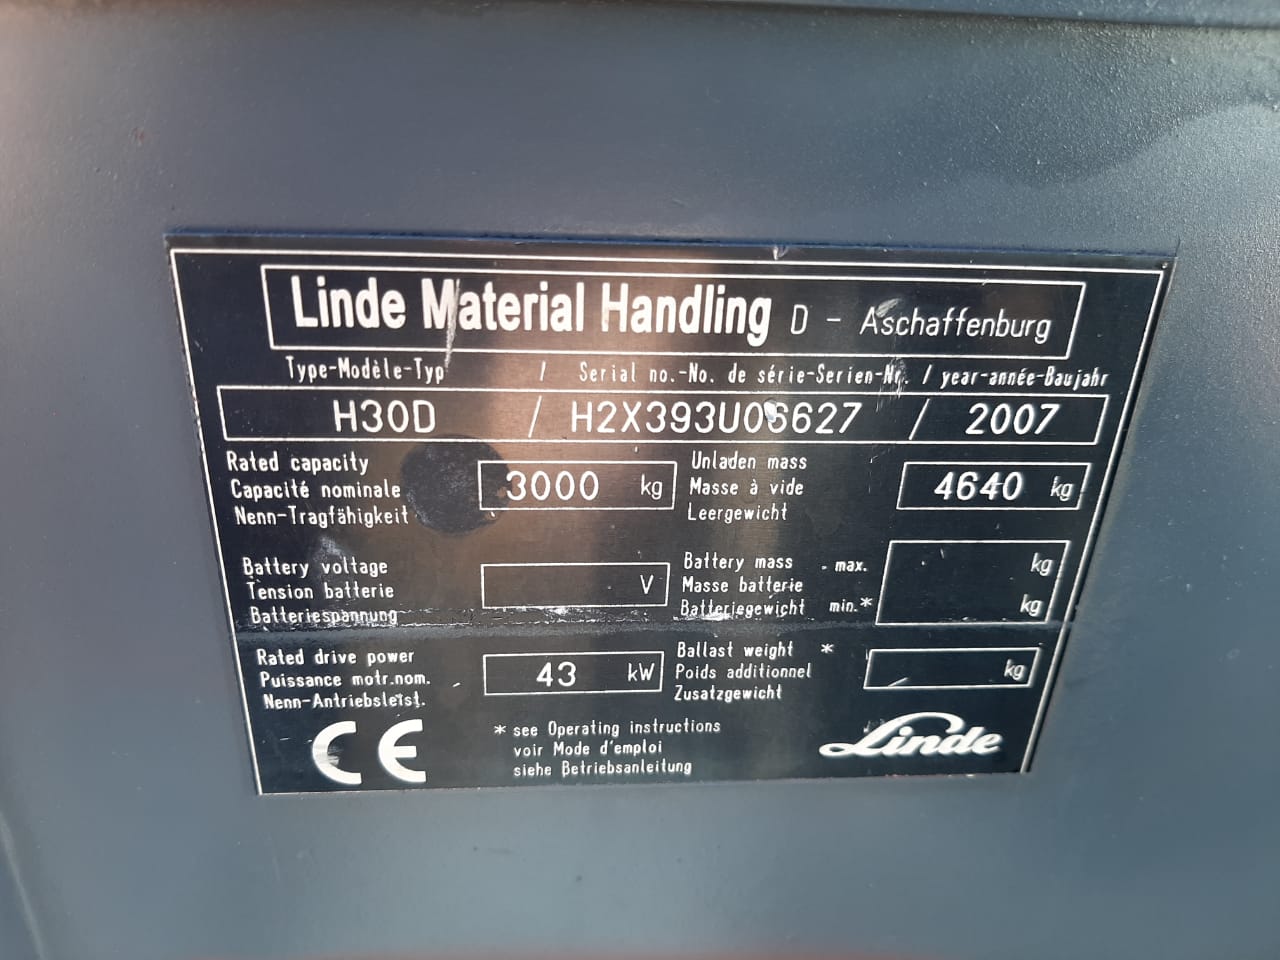 Linde Material Handling D - Aschaffenburg
Type-Modèle-Typ / Serial no.-No. de série-Serien-Nr. / year-année-Baujahr
H30D / H2X393U06627 / 2007
Rated capacity
Capacité nominale
Nenn-Tragfähigkeit
3000 kg
Unladen mass
Masse à vide
Leergewicht
4640 kg
Battery voltage
Tension batterie
Batteriespannung
V
Battery mass
Masse batterie
Batteriegewicht
max. kg
min.* kg
Rated drive power
Puissance motr.nom.
Nenn-Antriebsleist.
43 kW
Ballast weight *
Poids additionnel
Zusatzgewicht
kg
CE
* see Operating instructions
voir Mode d'emploi
siehe Betriebsanleitung
Linde